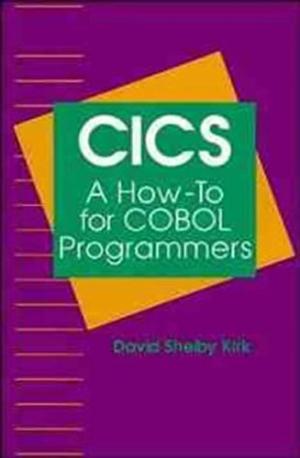 CICS
A How-To
for COBOL
Programmers
David Shelby Kirk